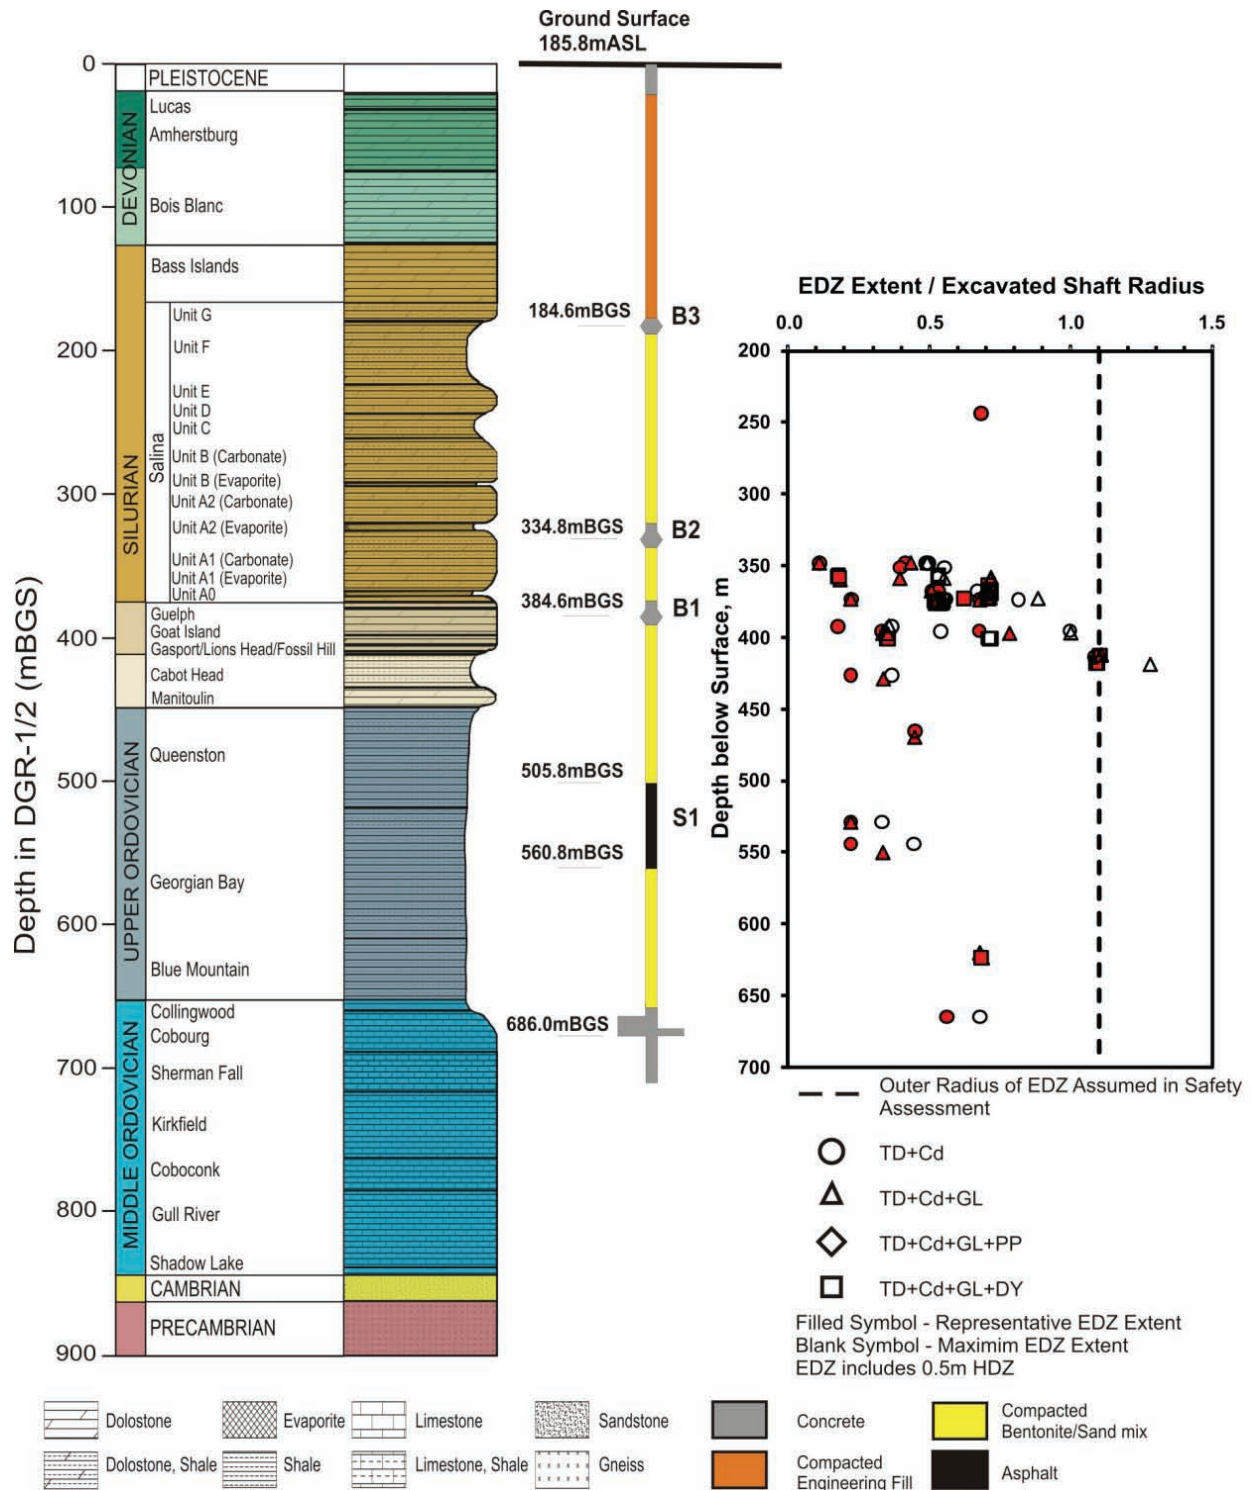 Ground Surface
185.8mASL
Depth in DGR-1/2 (mBGS)
0
100
200
300
400
500
600
700
800
900
DEVONIAN
SILURIAN
UPPER ORDOVICIAN
MIDDLE ORDOVICIAN
PLEISTOCENE
Lucas
Amherstburg
Bois Blanc
Bass Islands
Salina
Unit G
Unit F
Unit E
Unit D
Unit C
Unit B (Carbonate)
Unit B (Evaporite)
Unit A2 (Carbonate)
Unit A2 (Evaporite)
Unit A1 (Carbonate)
Unit A1 (Evaporite)
Unit A0
Guelph
Goat Island
Gasport/Lions Head/Fossil Hill
Cabot Head
Manitoulin
Queenston
Georgian Bay
Blue Mountain
Collingwood
Cobourg
Sherman Fall
Kirkfield
Coboconk
Gull River
Shadow Lake
CAMBRIAN
PRECAMBRIAN
184.6mBGS
B3
334.8mBGS
B2
384.6mBGS
B1
505.8mBGS
S1
560.8mBGS
686.0mBGS
EDZ Extent / Excavated Shaft Radius
0.0 0.5 1.0 1.5
Depth below Surface, m
200
250
300
350
400
450
500
550
600
650
700
Outer Radius of EDZ Assumed in Safety
Assessment
TD+Cd
TD+Cd+GL
TD+Cd+GL+PP
TD+Cd+GL+DY
Filled Symbol - Representative EDZ Extent
Blank Symbol - Maximim EDZ Extent
EDZ includes 0.5m HDZ
Dolostone
Evaporite
Limestone
Sandstone
Concrete
Compacted
Bentonite/Sand mix
Dolostone, Shale
Shale
Limestone, Shale
Gneiss
Compacted
Engineering Fill
Asphalt